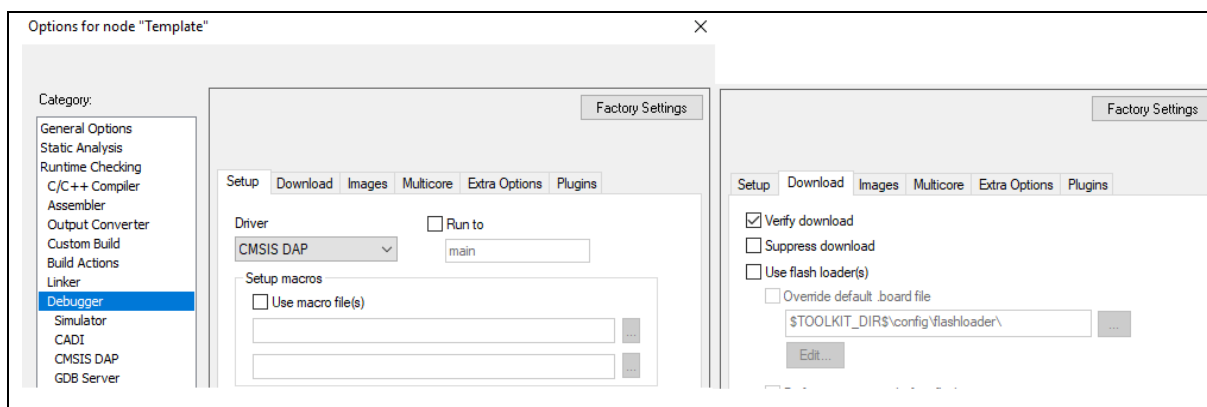 Options for node "Template"
Category:
General Options
Static Analysis
Runtime Checking
C/C++ Compiler
Assembler
Output Converter
Custom Build
Build Actions
Linker
Debugger
Simulator
CADI
CMSIS DAP
GDB Server
Factory Settings
Setup Download Images Multicore Extra Options Plugins
Driver
Run to
CMSIS DAP
main
Setup macros
Use macro file(s)
...
...
Factory Settings
Setup Download Images Multicore Extra Options Plugins
Verify download
Suppress download
Use flash loader(s)
Override default .board file
$TOOLKIT_DIR$\config\flashloader\
...
Edit...